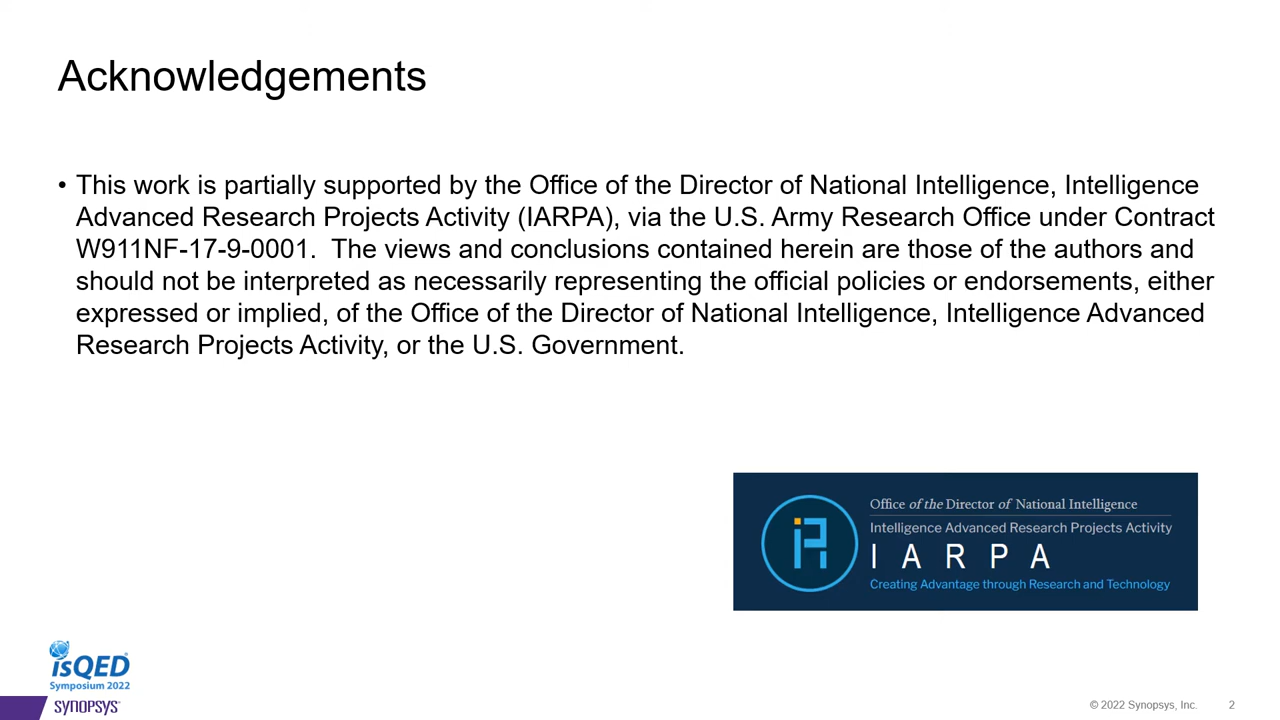 Acknowledgements
• This work is partially supported by the Office of the Director of National Intelligence, Intelligence
Advanced Research Projects Activity (IARPA), via the U.S. Army Research Office under Contract
W911NF-17-9-0001.  The views and conclusions contained herein are those of the authors and
should not be interpreted as necessarily representing the official policies or endorsements, either
expressed or implied, of the Office of the Director of National Intelligence, Intelligence Advanced
Research Projects Activity, or the U.S. Government.
Office of the Director of National Intelligence
Intelligence Advanced Research Projects Activity
I A R P A
Creating Advantage through Research and Technology
isQED
Symposium 2022
SYNOPSYS
© 2022 Synopsys, Inc. 2